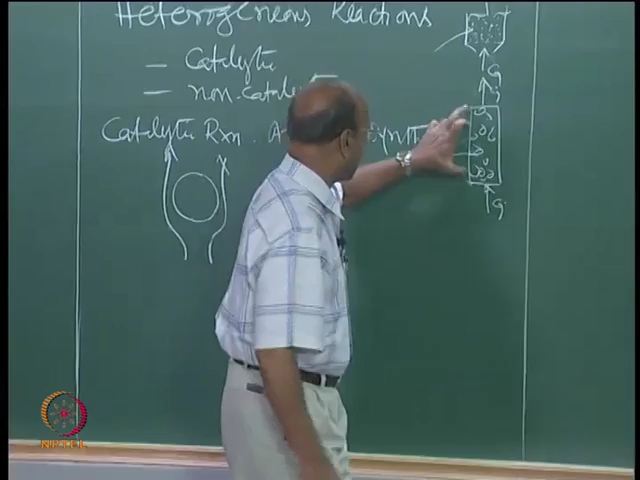 Heterogeneous Reactions
— Catalytic
— non-catalytic
Catalytic Rxn.
G
G
NPTEL